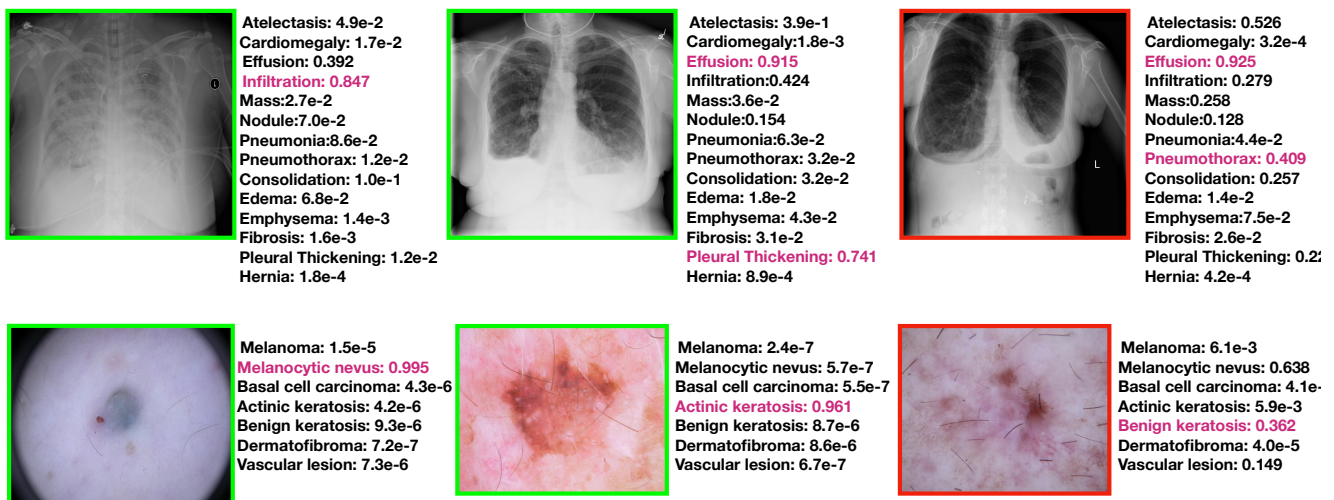 Atelectasis: 4.9e-2
Cardiomegaly: 1.7e-2
Effusion: 0.392
Infiltration: 0.847
Mass:2.7e-2
Nodule:7.0e-2
Pneumonia:8.6e-2
Pneumothorax: 1.2e-2
Consolidation: 1.0e-1
Edema: 6.8e-2
Emphysema: 1.4e-3
Fibrosis: 1.6e-3
Pleural Thickening: 1.2e-2
Hernia: 1.8e-4
Atelectasis: 3.9e-1
Cardiomegaly:1.8e-3
Effusion: 0.915
Infiltration:0.424
Mass:3.6e-2
Nodule:0.154
Pneumonia:6.3e-2
Pneumothorax: 3.2e-2
Consolidation: 3.2e-2
Edema: 1.8e-2
Emphysema: 4.3e-2
Fibrosis: 3.1e-2
Pleural Thickening: 0.741
Hernia: 8.9e-4
L
Atelectasis: 0.526
Cardiomegaly: 3.2e-4
Effusion: 0.925
Infiltration: 0.279
Mass:0.258
Nodule:0.128
Pneumonia:4.4e-2
Pneumothorax: 0.409
Consolidation: 0.257
Edema: 1.4e-2
Emphysema:7.5e-2
Fibrosis: 2.6e-2
Pleural Thickening: 0.22
Hernia: 4.2e-4
Melanoma: 1.5e-5
Melanocytic nevus: 0.995
Basal cell carcinoma: 4.3e-6
Actinic keratosis: 4.2e-6
Benign keratosis: 9.3e-6
Dermatofibroma: 7.2e-7
Vascular lesion: 7.3e-6
Melanoma: 2.4e-7
Melanocytic nevus: 5.7e-7
Basal cell carcinoma: 5.5e-7
Actinic keratosis: 0.961
Benign keratosis: 8.7e-6
Dermatofibroma: 8.6e-6
Vascular lesion: 6.7e-7
Melanoma: 6.1e-3
Melanocytic nevus: 0.638
Basal cell carcinoma: 4.1e-
Actinic keratosis: 5.9e-3
Benign keratosis: 0.362
Dermatofibroma: 4.0e-5
Vascular lesion: 0.149